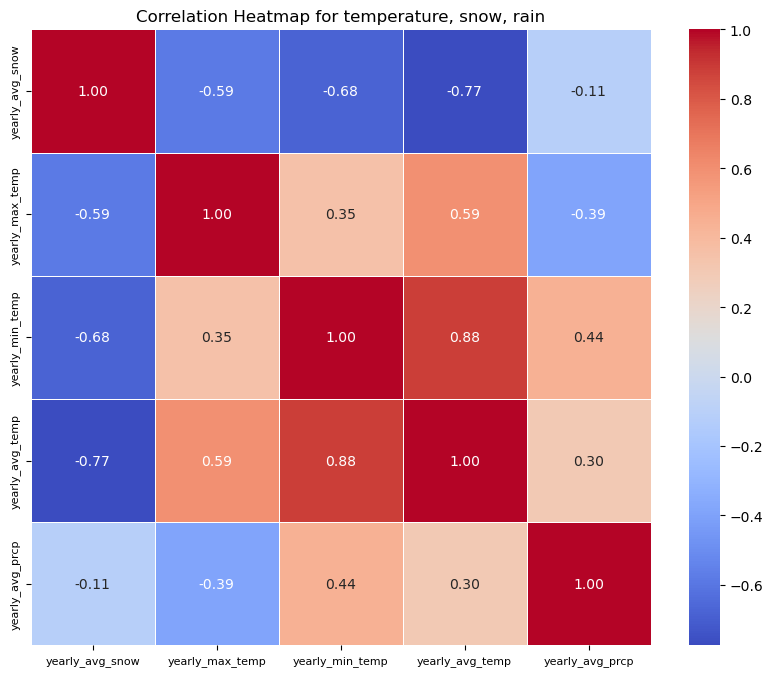 Correlation Heatmap for temperature, snow, rain
yearly_avg_snow
1.00 -0.59 -0.68 -0.77 -0.11
yearly_max_temp
-0.59 1.00 0.35 0.59 -0.39
yearly_min_temp
-0.68 0.35 1.00 0.88 0.44
yearly_avg_temp
-0.77 0.59 0.88 1.00 0.30
yearly_avg_prcp
-0.11 -0.39 0.44 0.30 1.00
yearly_avg_snow yearly_max_temp yearly_min_temp yearly_avg_temp yearly_avg_prcp
1.0
0.8
0.6
0.4
0.2
0.0
−0.2
−0.4
−0.6